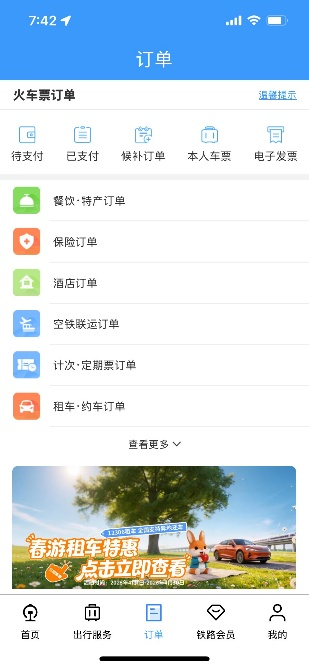 7:42
订单
火车票订单
温馨提示
待支付
已支付
候补订单
本人车票
电子发票
餐饮·特产订单
保险订单
酒店订单
空铁联运订单
计次·定期票订单
租车·约车订单
查看更多
春游租车特惠
点击立即查看
首页
出行服务
订单
铁路会员
我的